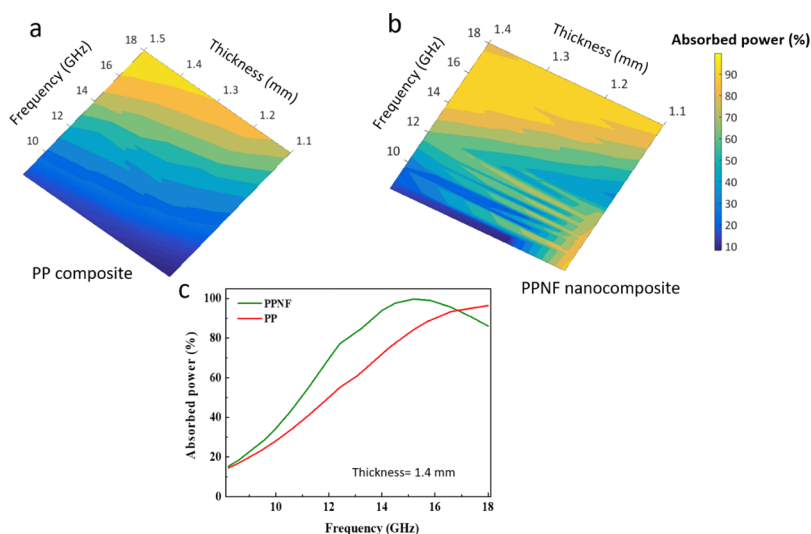 a
Frequency (GHz)
18
16
14
12
10
Thickness (mm)
1.5
1.4
1.3
1.2
1.1
PP composite
b
Frequency (GHz)
18
16
14
12
10
Thickness (mm)
1.4
1.3
1.2
1.1
PPNF nanocomposite
Absorbed power (%)
90
80
70
60
50
40
30
20
10
c
Absorbed power (%)
100
80
60
40
20
0
PPNF
PP
Thickness= 1.4 mm
10 12 14 16 18
Frequency (GHz)